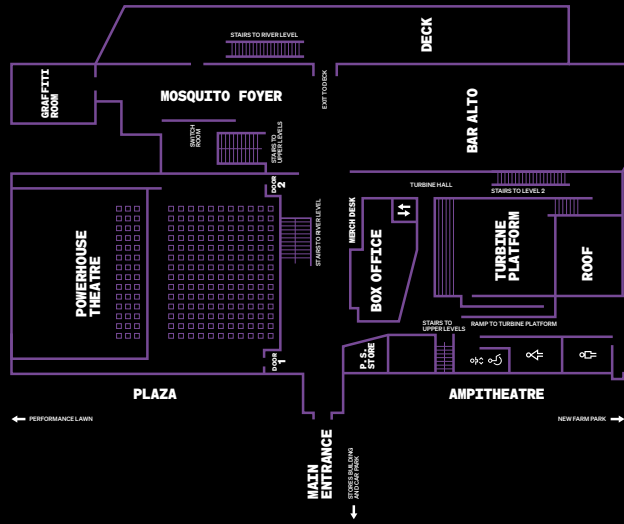 STAIRS TO RIVER LEVEL
DECK
GRAFFITI
ROOM
MOSQUITO FOYER
EXIT TO DECK
BAR ALTO
SWITCH
ROOM
STAIRS TO
UPPER LEVELS
DOOR
2
TURBINE HALL
STAIRS TO LEVEL 2
POWERHOUSE
THEATRE
STAIRS TO RIVER LEVEL
MERCH DESK
BOX OFFICE
TURBINE
PLATFORM
ROOF
STAIRS TO
UPPER LEVELS
RAMP TO TURBINE PLATFORM
DOOR
1
P.S.
STORE
PLAZA
AMPITHEATRE
PERFORMANCE LAWN
NEW FARM PARK
MAIN
ENTRANCE
STORES BUILDING
AND CAR PARK